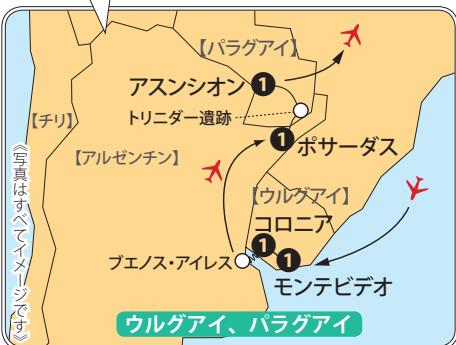 【パラグアイ】
アスンシオン 1
トリニダー遺跡
【チリ】
1 ポサーダス
【アルゼンチン】
【ウルグアイ】
コロニア
1
ブエノス・アイレス
1
モンテビデオ
ウルグアイ、パラグアイ
《写真はすべてイメージです》